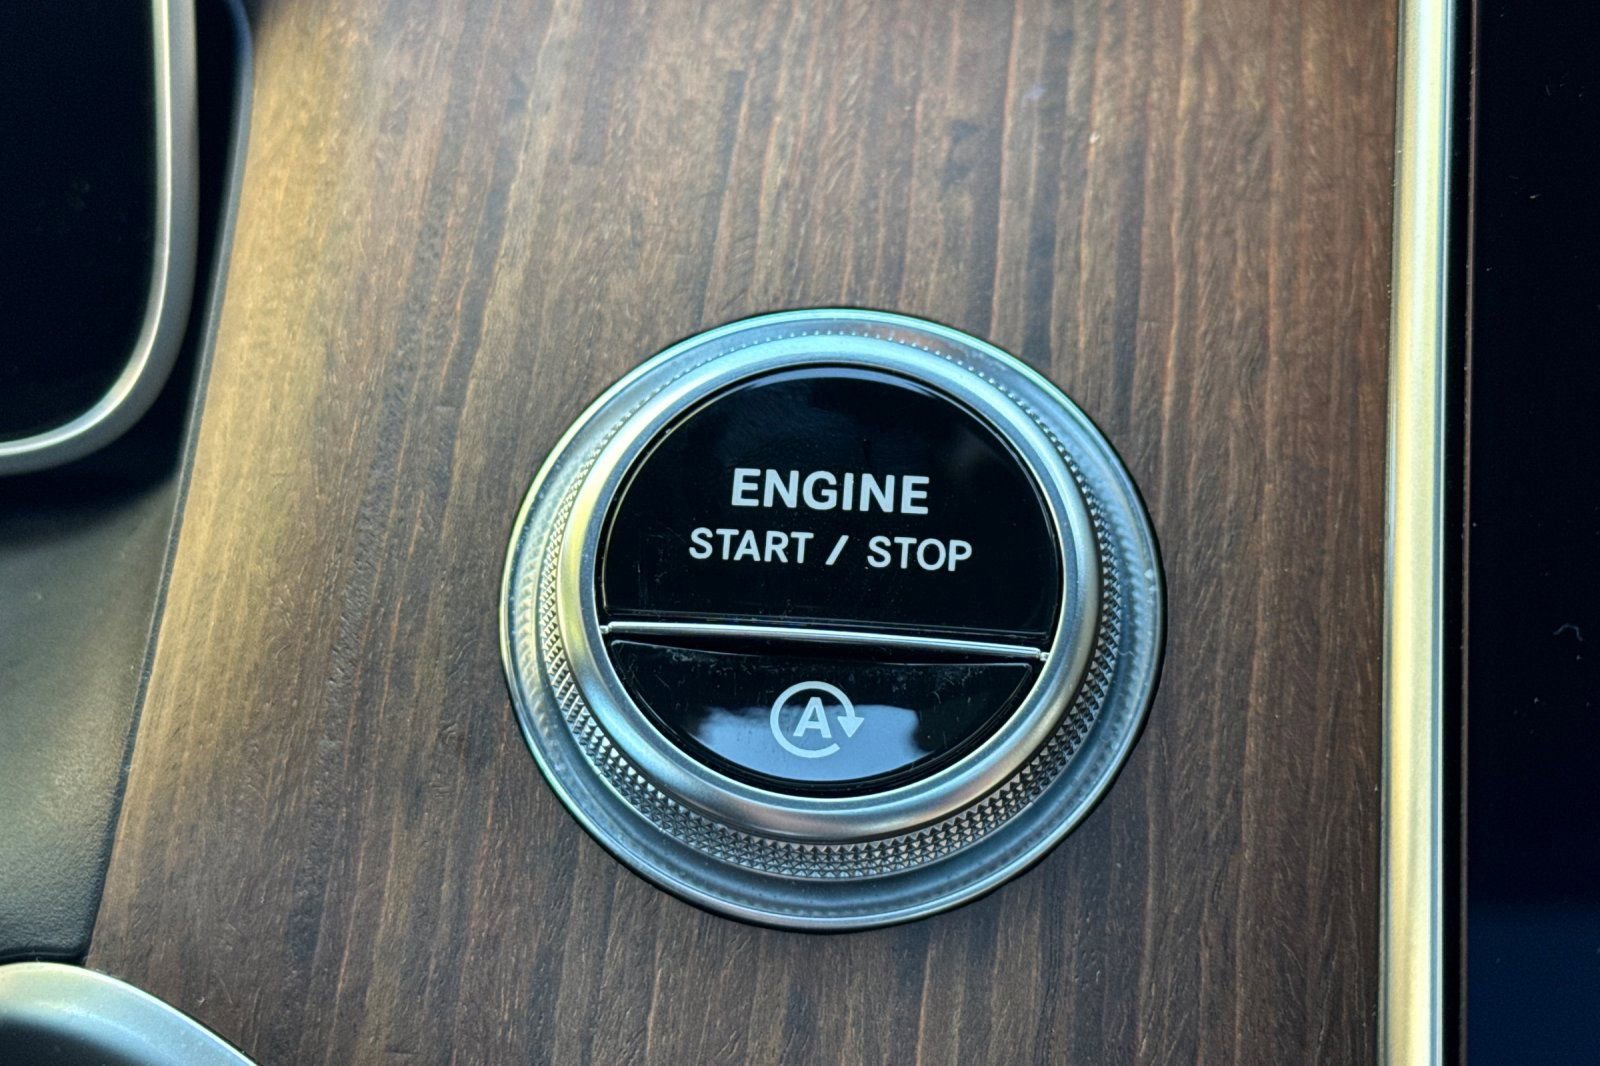 ENGINE
START / STOP
A